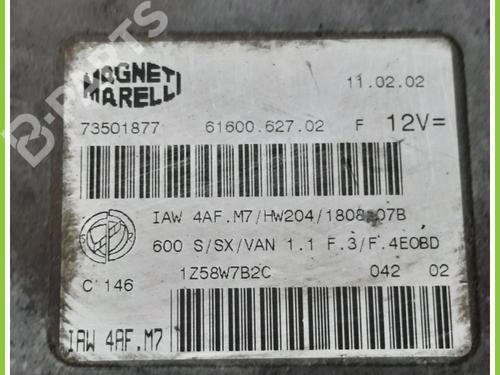 MAGNETI
MARELLI
11.02.02
73501877 61600.627.02 F 12V=
IAW 4AF.M7/HW204/1808-07B
600 S/SX/VAN 1.1 F.3/F.4EOBD
1Z58W7B2C 042 02
C 146
IAW 4AF.M7
B-PARTS